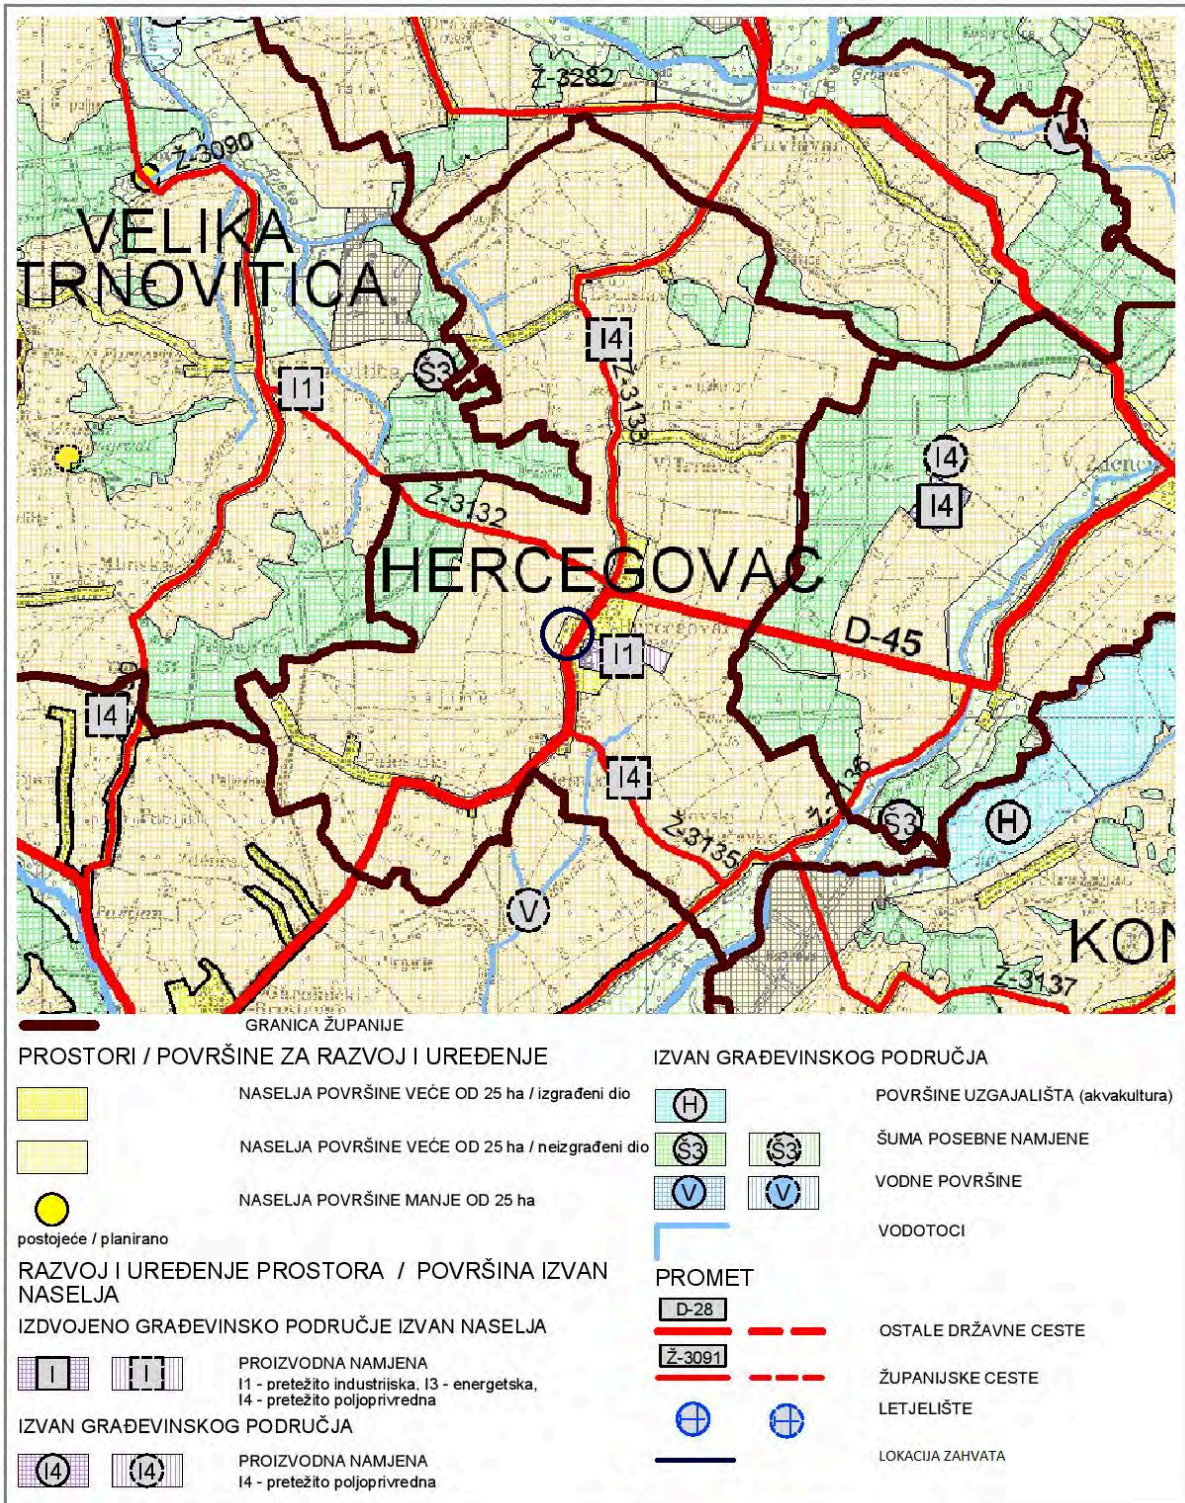 Ž-3282
Ž-3090
VELIKA
TRNOVITICA
I4
I1
Š3
Ž-3133
I4
I4
V. Zdenc
V. Trnava
Ž-3132
HERCEGOVAC
D-45
I1
I4
I4
Ž-3136
Š3
H
Ž-3135
V
KON
Ž-3137
GRANICA ŽUPANIJE
PROSTORI / POVRŠINE ZA RAZVOJ I UREĐENJE
NASELJA POVRŠINE VEĆE OD 25 ha / izgrađeni dio
NASELJA POVRŠINE VEĆE OD 25 ha / neizgrađeni dio
NASELJA POVRŠINE MANJE OD 25 ha
postojeće / planirano
RAZVOJ I UREĐENJE PROSTORA / POVRŠINA IZVAN
NASELJA
IZDVOJENO GRAĐEVINSKO PODRUČJE IZVAN NASELJA
I I PROIZVODNA NAMJENA
I1 - pretežito industrijska, I3 - energetska,
I4 - pretežito poljoprivredna
IZVAN GRAĐEVINSKOG PODRUČJA
I4 I4 PROIZVODNA NAMJENA
I4 - pretežito poljoprivredna
IZVAN GRAĐEVINSKOG PODRUČJA
H POVRŠINE UZGAJALIŠTA (akvakultura)
Š3 Š3 ŠUMA POSEBNE NAMJENE
V V VODNE POVRŠINE
VODOTOCI
PROMET
D-28
OSTALE DRŽAVNE CESTE
Ž-3091
ŽUPANIJSKE CESTE
LETJELIŠTE
LOKACIJA ZAHVATA